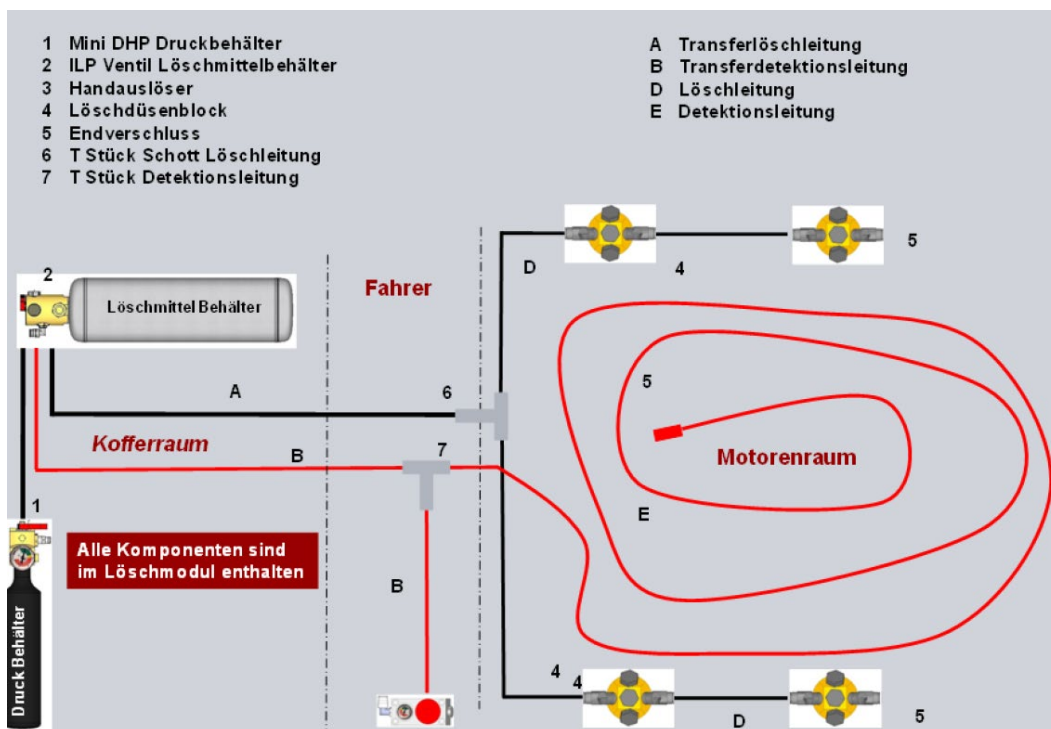 1 Mini DHP Druckbehälter
2 ILP Ventil Löschmittelbehälter
3 Handauslöser
4 Löschdüsenblock
5 Endverschluss
6 T Stück Schott Löschleitung
7 T Stück Detektionsleitung
A Transferlöschleitung
B Transferdetektionsleitung
D Löschleitung
E Detektionsleitung
2
Löschmittel Behälter
Fahrer
D
4
5
A
6
5
Kofferraum
B
7
Motorenraum
1
E
Alle Komponenten sind
im Löschmodul enthalten
B
Druck Behälter
4
4
D
5